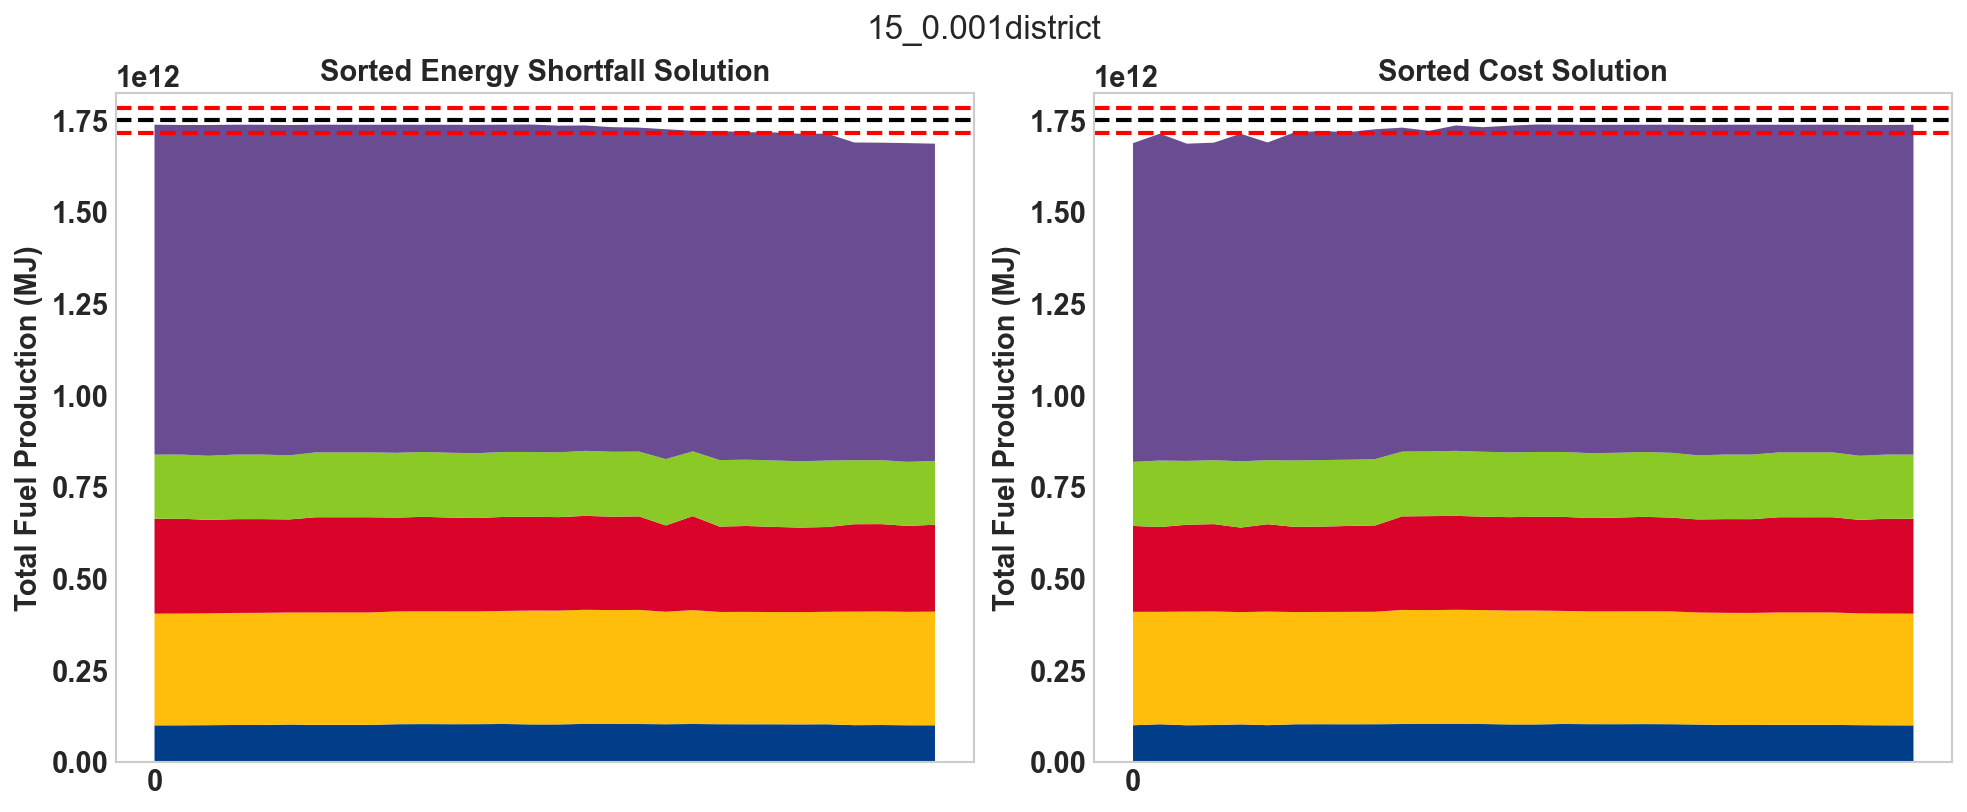 15_0.001district
Sorted Energy Shortfall Solution
1e12
Total Fuel Production (MJ)
1.75
1.50
1.25
1.00
0.75
0.50
0.25
0.00
0
Sorted Cost Solution
1e12
Total Fuel Production (MJ)
1.75
1.50
1.25
1.00
0.75
0.50
0.25
0.00
0